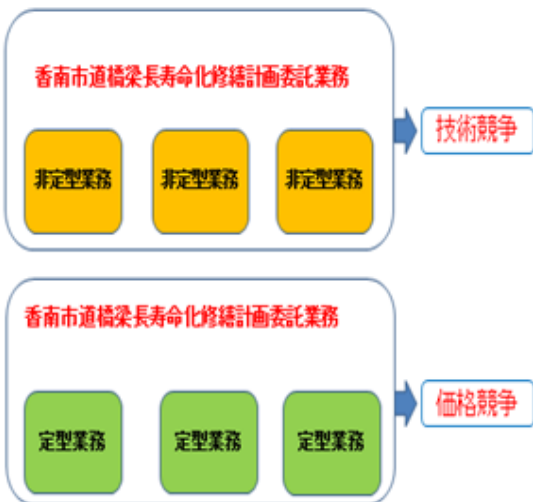 香南市道橋梁長寿命化修繕計画委託業務
技術競争
非定型業務
非定型業務
非定型業務
香南市道橋梁長寿命化修繕計画委託業務
価格競争
定型業務
定型業務
定型業務